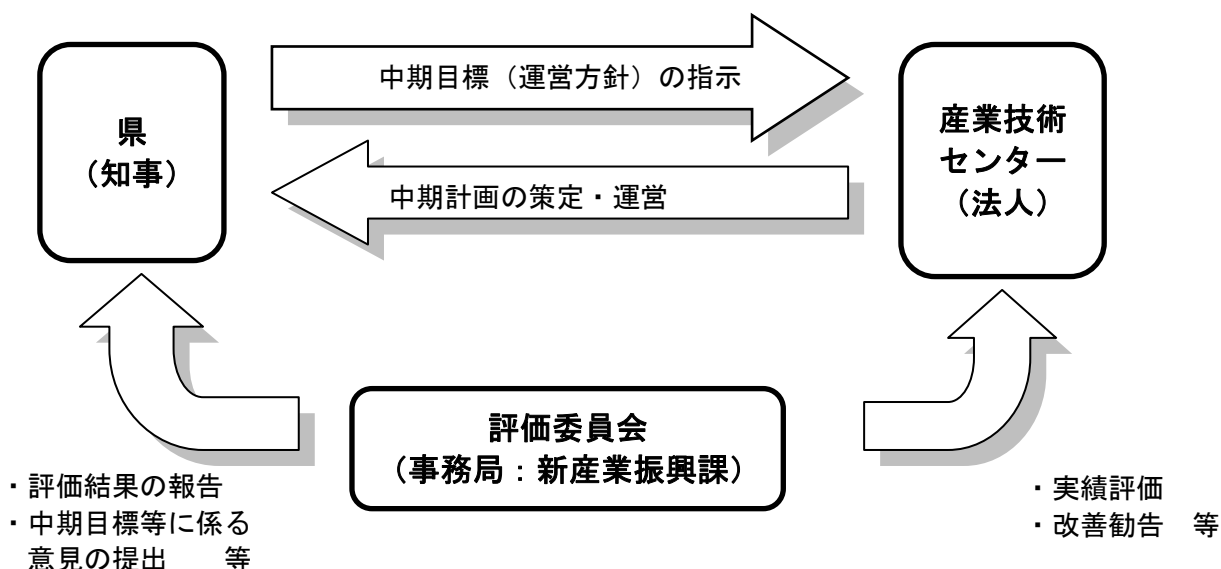 中期目標（運営方針）の指示
県
（知事）
産業技術
センター
（法人）
中期計画の策定・運営
評価委員会
（事務局：新産業振興課）
・評価結果の報告
・中期目標等に係る
意見の提出　　等
・実績評価
・改善勧告　等